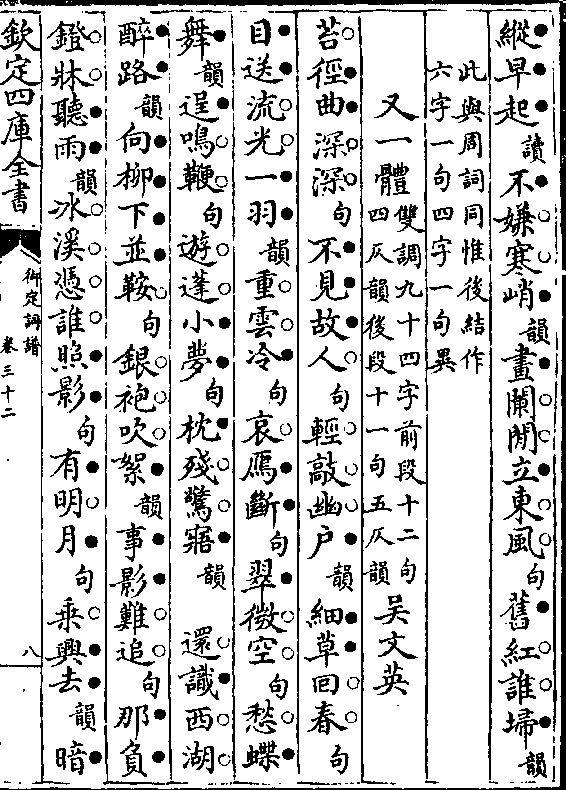 縱早起讀不嫌寒峭韻畫闌閒立東風句舊紅誰埽韻
此與周詞同惟後結作
六字一句四字一句異
又一體雙調九十四字前段十二句
四仄韻後段十一句五仄韻吴文英
苔徑曲深深句不見故人句輕敲幽户韻細草回春句
目送流光一羽韻重雲冷句哀鴈斷句翠微空句愁蝶
舞韻逞鳴鞭句遊蓬小夢句枕殘驚寤韻還識西湖
醉路韻向柳下並鞍句銀袍吹絮韻事影難追句那負
鐙牀聽雨韻冰溪憑誰照影句有明月句乘興去韻暗
欽定四庫全書
御定詞譜
卷三十二
八